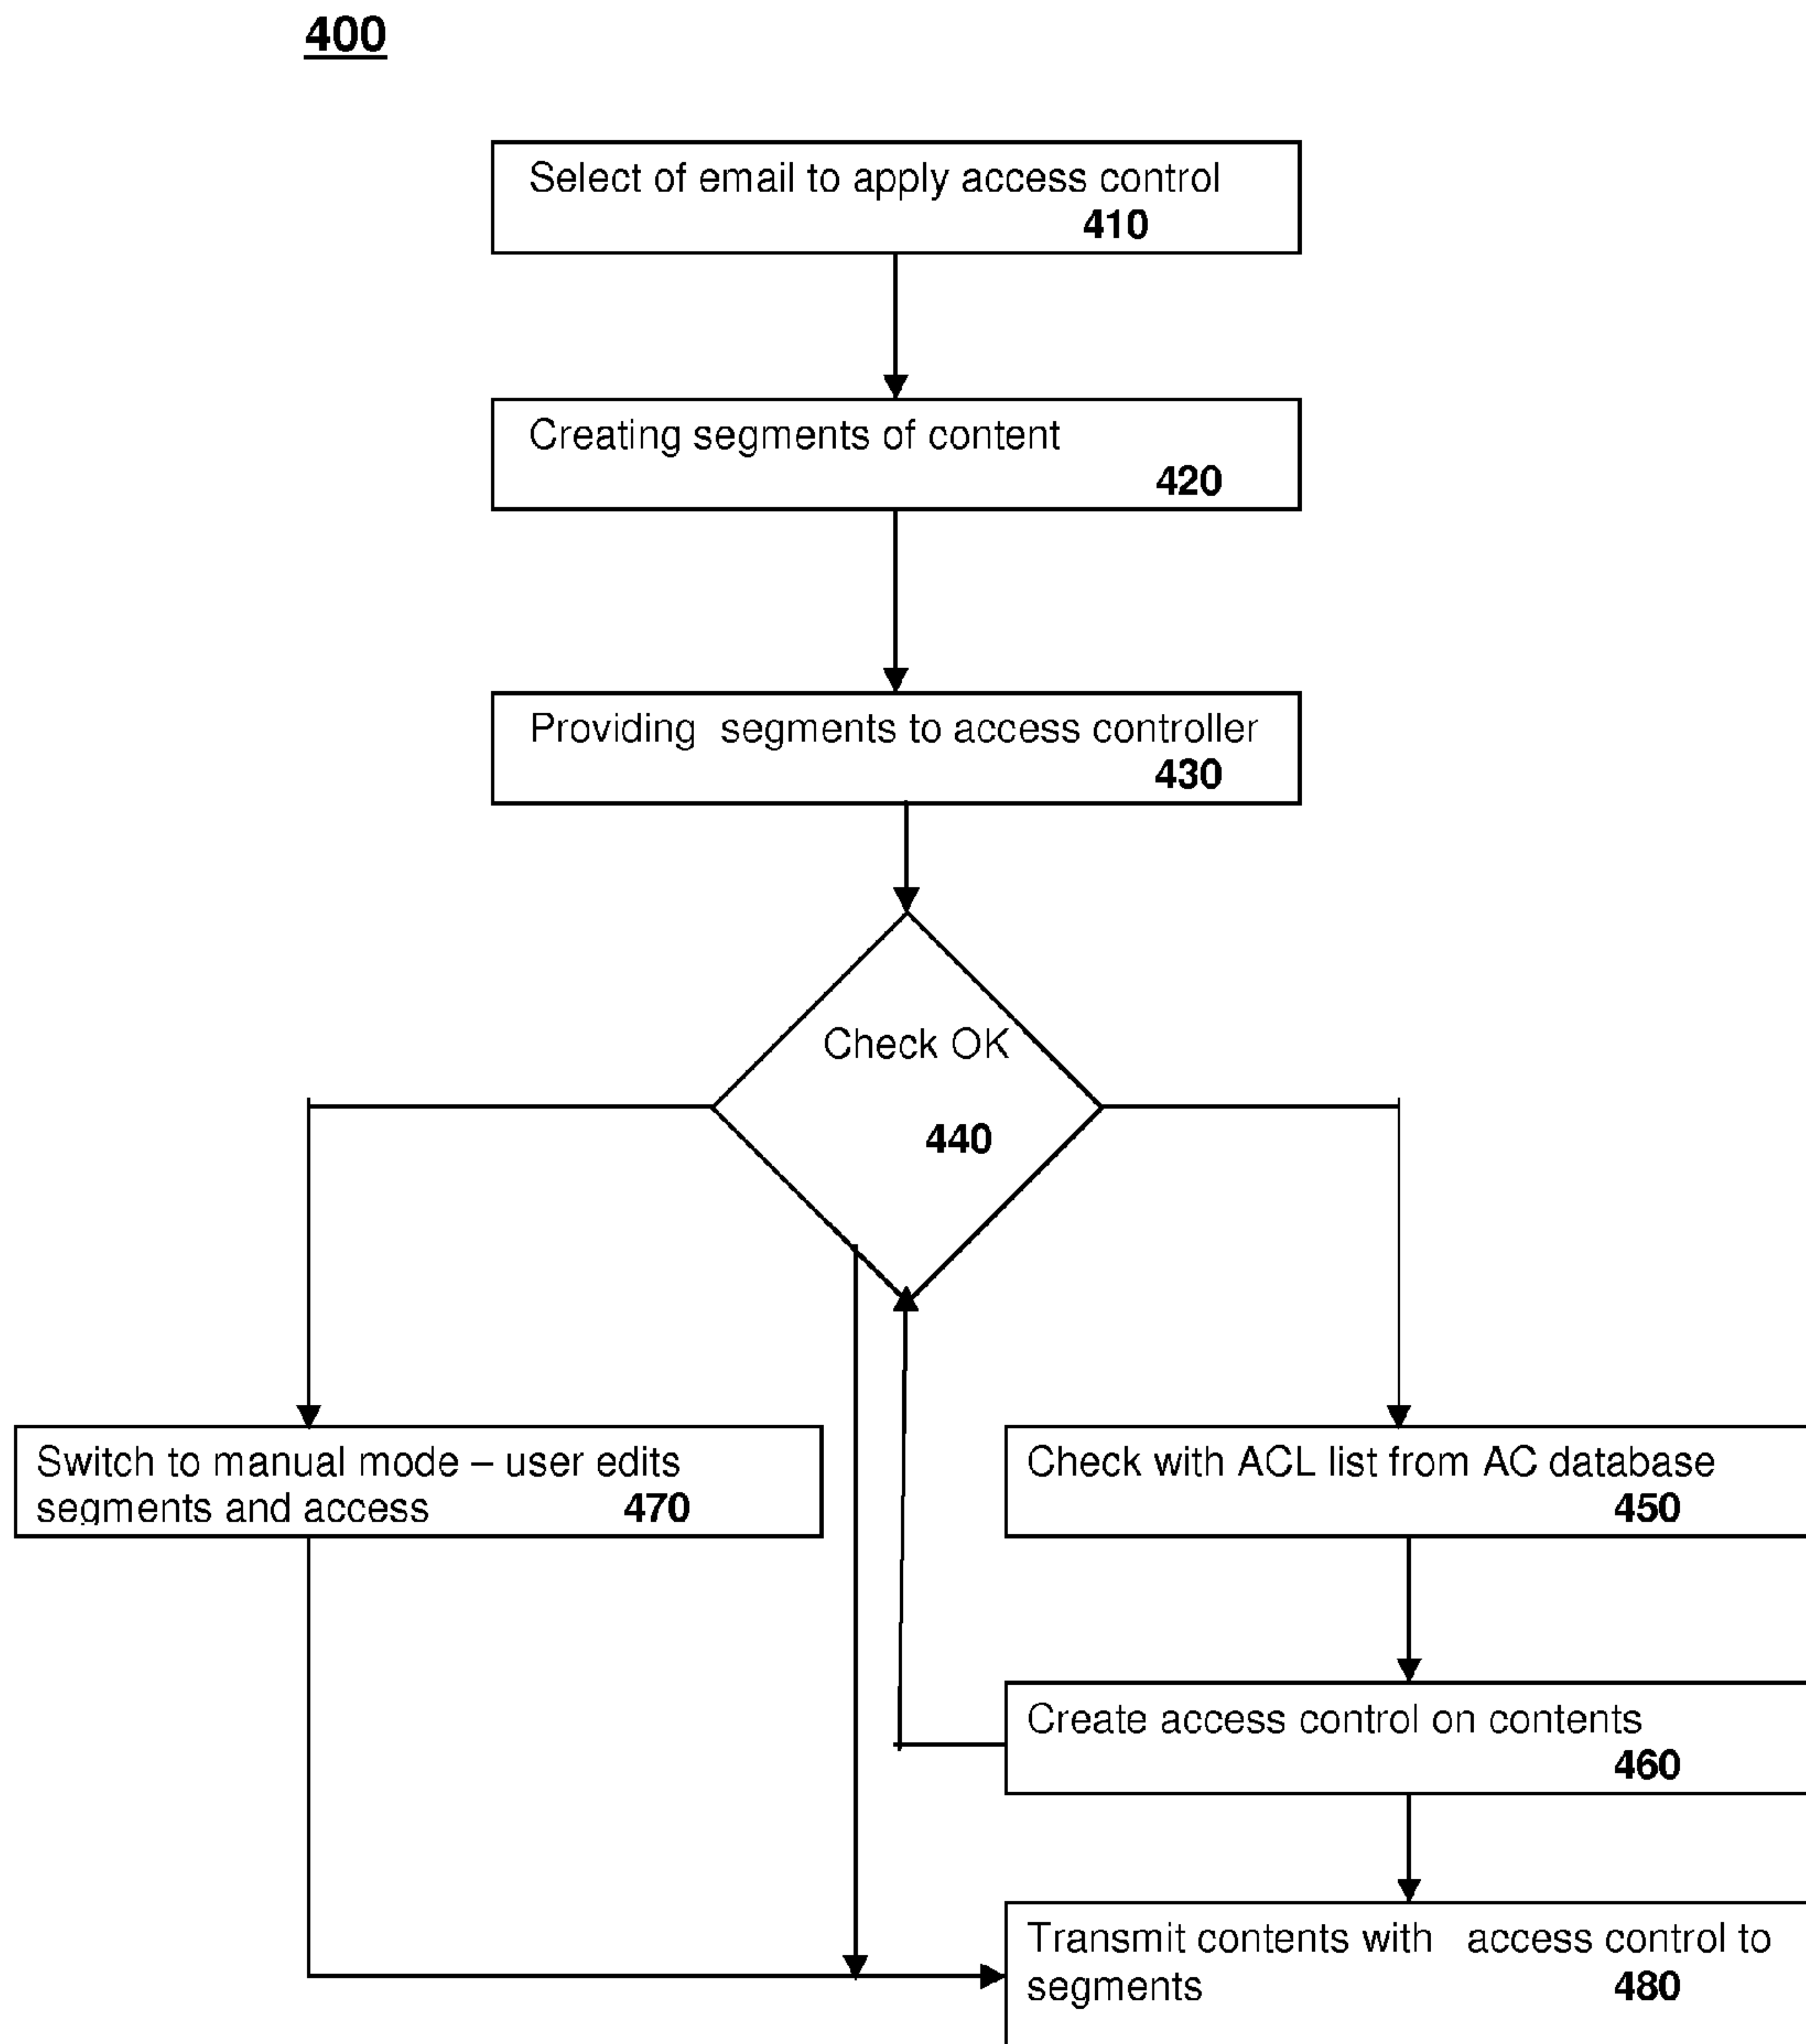 400
Select of email to apply access control
410
Creating segments of content
420
Providing segments to access controller
430
Check OK
440
Switch to manual mode – user edits
segments and access 470
Check with ACL list from AC database
450
Create access control on contents
460
Transmit contents with access control to
segments 480